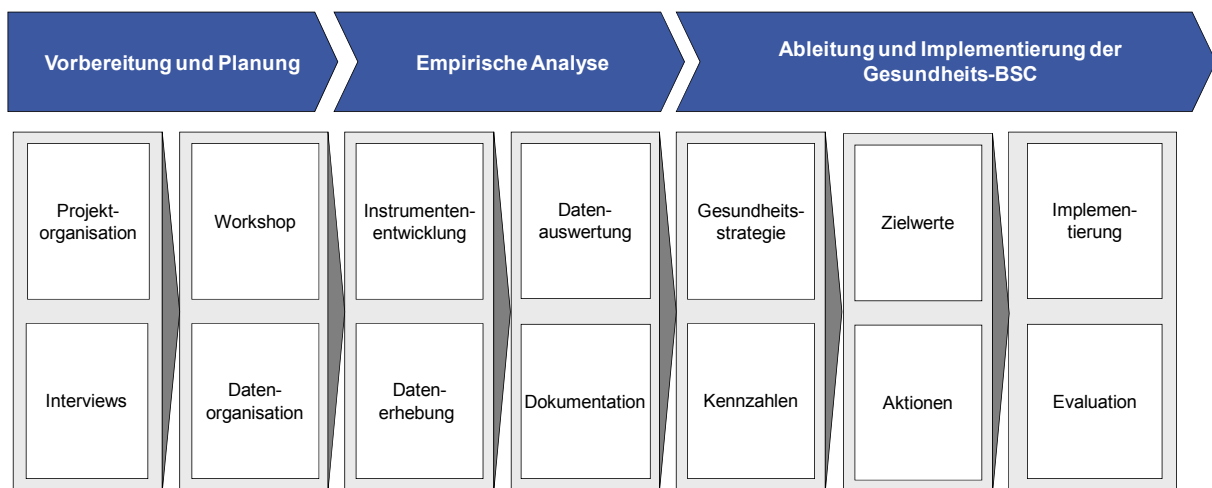 Vorbereitung und Planung
Empirische Analyse
Ableitung und Implementierung der
Gesundheits-BSC
Projekt-
organisation
Interviews
Workshop
Daten-
organisation
Instrumenten-
entwicklung
Daten-
erhebung
Daten-
auswertung
Dokumentation
Gesundheits-
strategie
Kennzahlen
Zielwerte
Aktionen
Implemen-
tierung
Evaluation